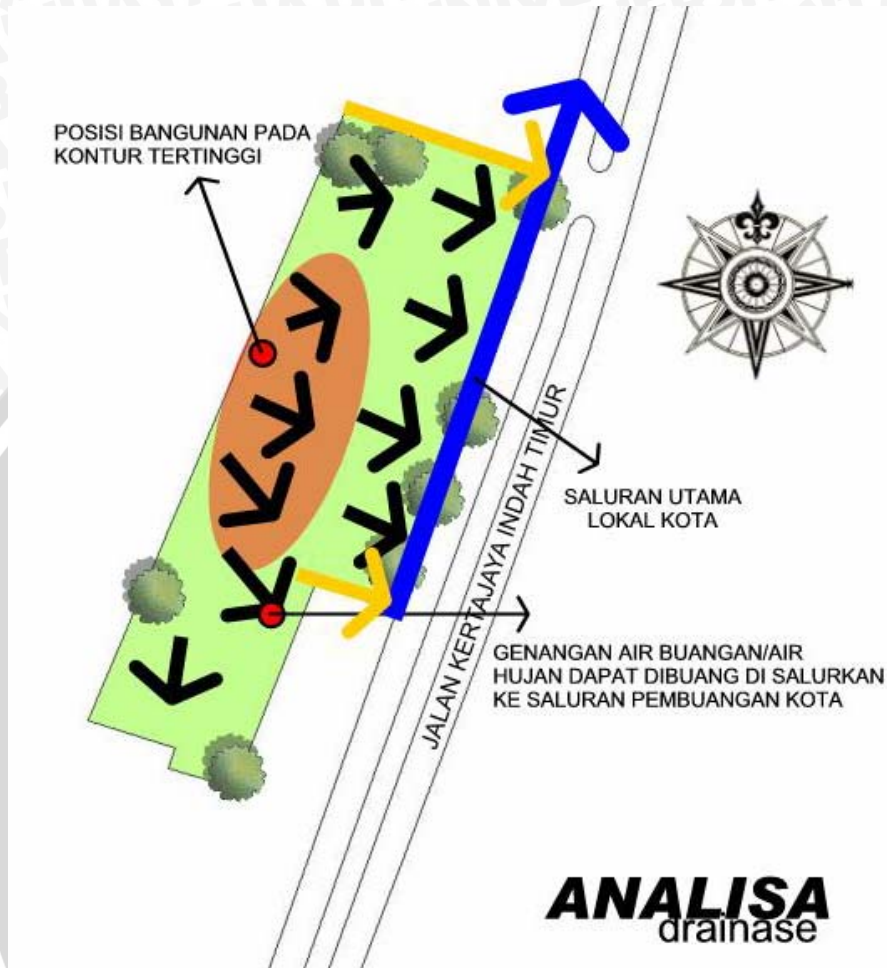 POSISI BANGUNAN PADA
KONTUR TERTINGGI
JALAN KERTAJAYA INDAH TIMUR
SALURAN UTAMA
LOKAL KOTA
GENANGAN AIR BUANGAN/AIR
HUJAN DAPAT DIBUANG DI SALURKAN
KE SALURAN PEMBUANGAN KOTA
ANALISA
drainase